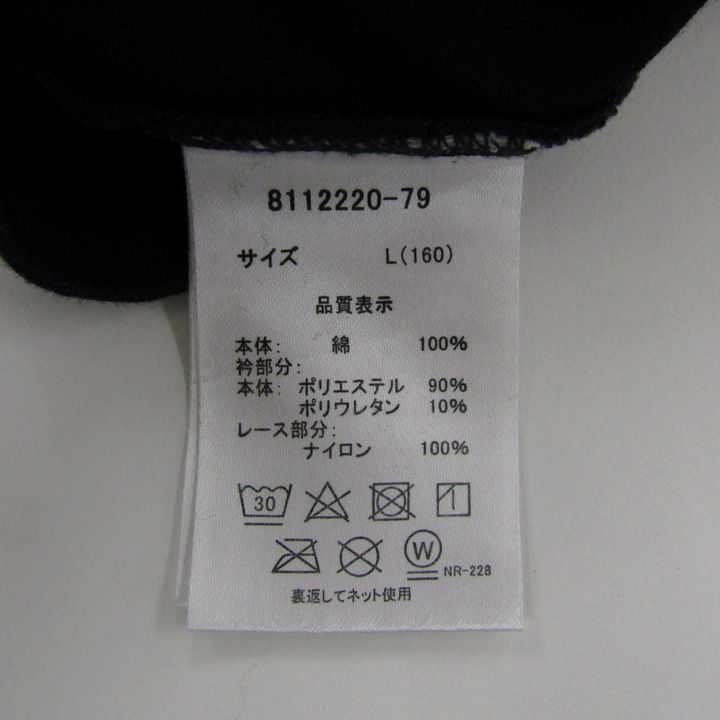 8112220-79
サイズ L(160)
品質表示
本体: 綿 100%
衿部分:
本体: ポリエステル 90%
ポリウレタン 10%
レース部分:
ナイロン 100%
30
W NR-228
裏返してネット使用